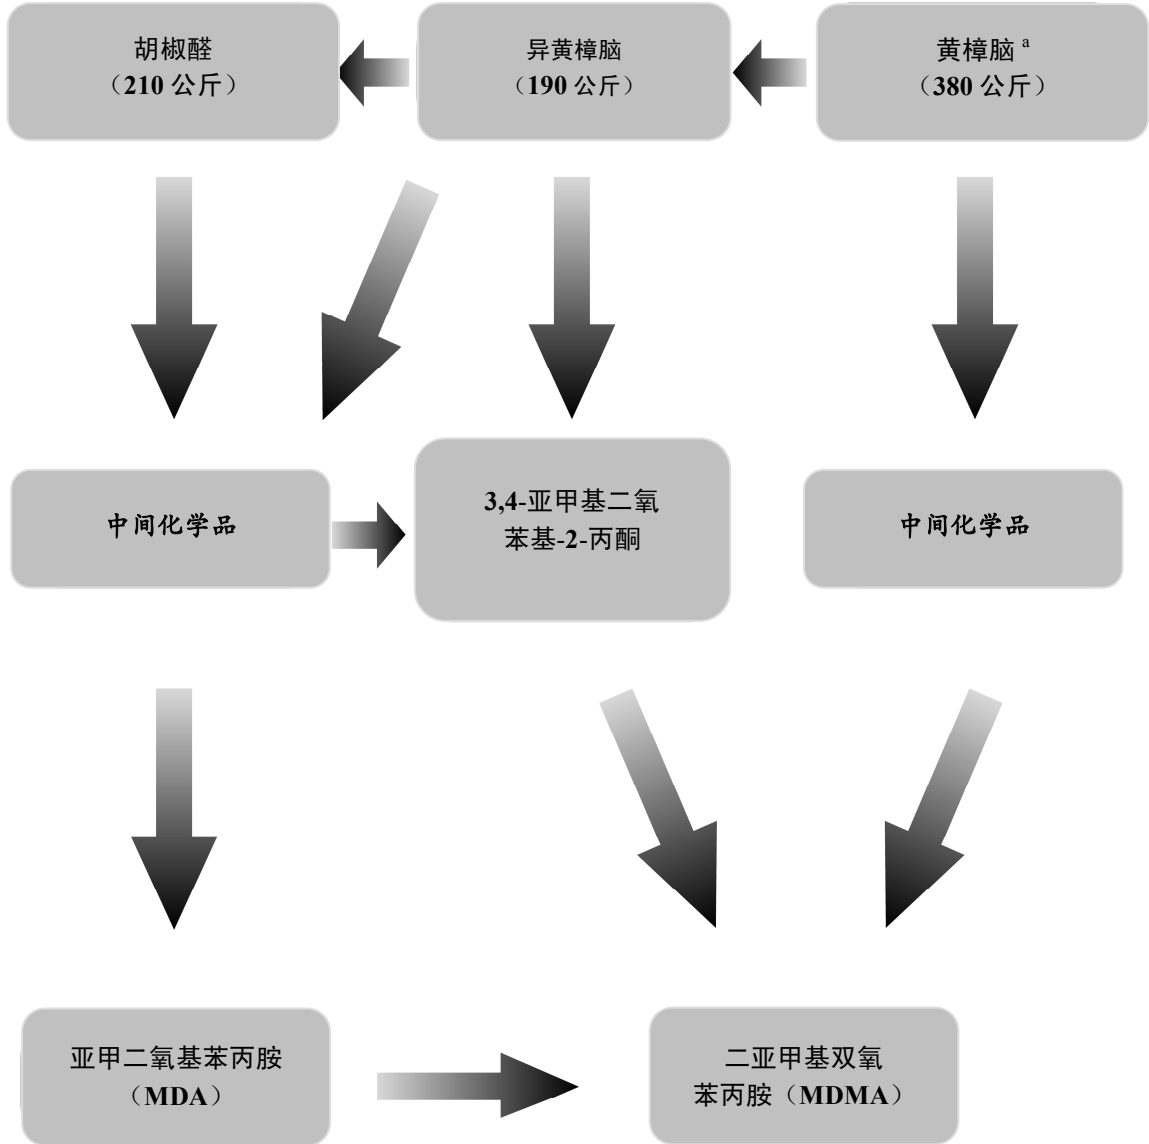 胡椒醛
（210 公斤）
异黄樟脑
（190 公斤）
黄樟脑 a
（380 公斤）
中间化学品
3,4-亚甲基二氧
苯基-2-丙酮
中间化学品
亚甲二氧基苯丙胺
（MDA）
二亚甲基双氧
苯丙胺（MDMA）